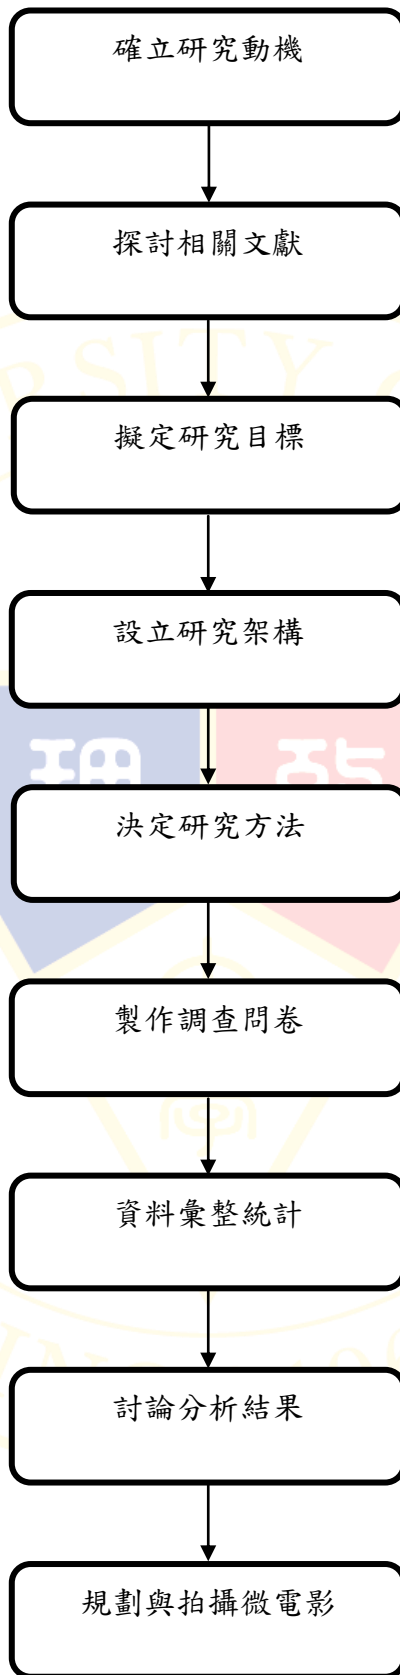 確立研究動機
探討相關文獻
RSITY
擬定研究目標
設立研究架構
決定研究方法
製作調查問卷
資料彙整統計
討論分析結果
規劃與拍攝微電影